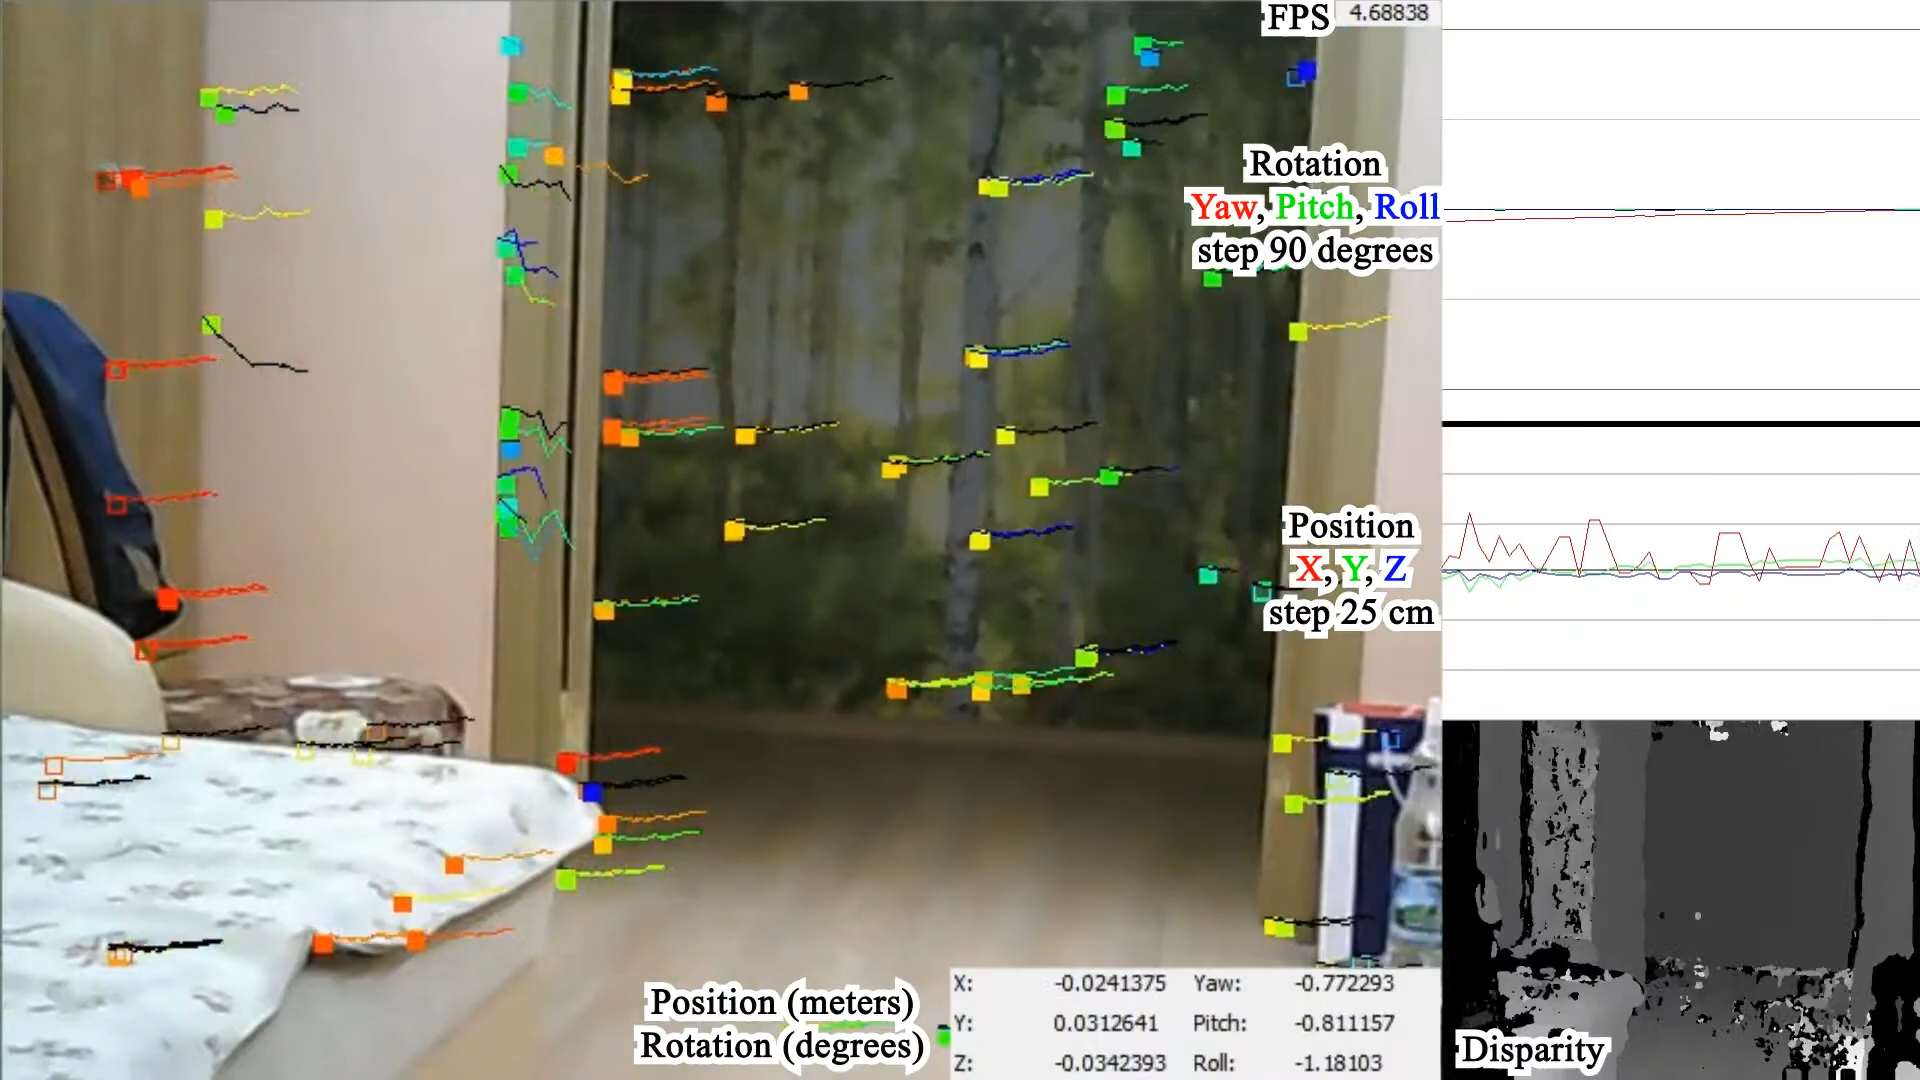 FPS 4.68838
Rotation
Yaw, Pitch, Roll
step 90 degrees
Position
X, Y, Z
step 25 cm
Position (meters)
Rotation (degrees)
X: -0.0241375 Yaw: -0.772293
Y: 0.0312641 Pitch: -0.811157
Z: -0.0342393 Roll: -1.18103
Disparity